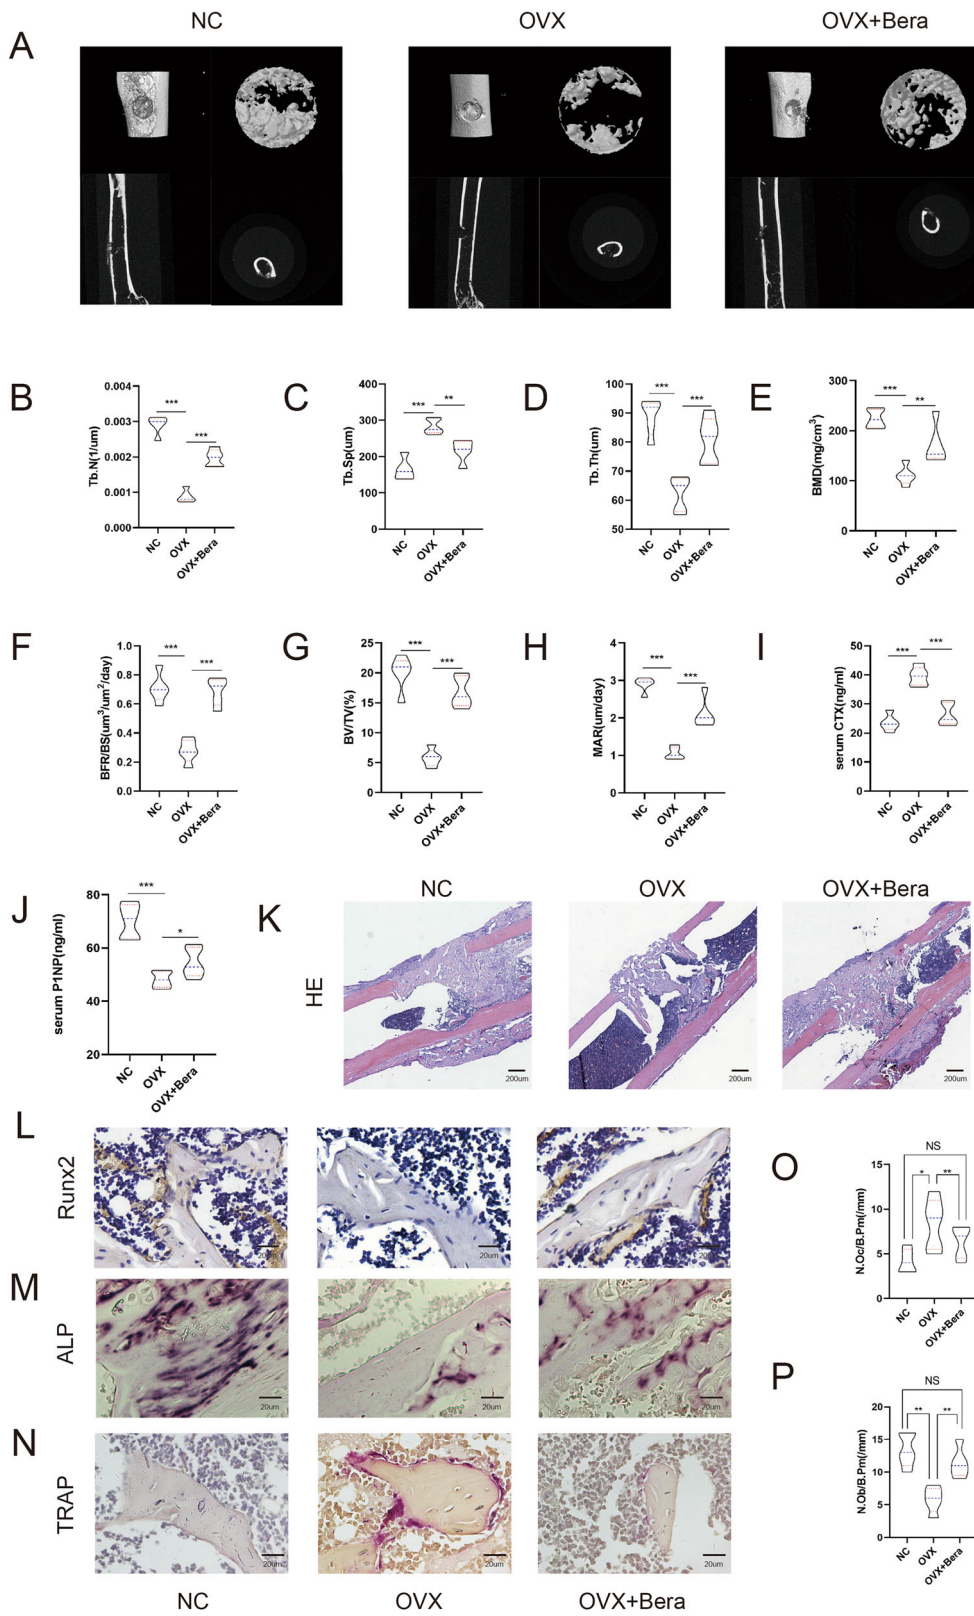 NC OVX OVX+Bera
A
B
Tb.N(1/um)
0.004
0.003
0.002
0.001
0.000
***
***
NC
OVX
OVX+Bera
C
Tb.Sp(um)
400
300
200
100
0
***
**
NC
OVX
OVX+Bera
D
Tb.Th(um)
100
90
80
70
60
50
***
***
NC
OVX
OVX+Bera
E
BMD(mg/cm³)
300
200
100
0
***
**
NC
OVX
OVX+Bera
F
BFR/BS(um³/um²/day)
1.0
0.8
0.6
0.4
0.2
0.0
***
***
NC
OVX
OVX+Bera
G
BV/TV(%)
25
20
15
10
5
0
***
***
NC
OVX
OVX+Bera
H
MAR(um/day)
4
3
2
1
0
***
***
NC
OVX
OVX+Bera
I
serum CTX(ng/ml)
50
40
30
20
10
0
***
***
NC
OVX
OVX+Bera
J
serum P1NP(ng/ml)
80
60
40
20
***
*
NC
OVX
OVX+Bera
K
NC OVX OVX+Bera
HE
200um 200um 200um
L
Runx2
20um 20um 20um
M
ALP
20um 20um 20um
N
TRAP
20um 20um 20um
NC OVX OVX+Bera
O
N.Oc/B.Pm(/mm)
15
10
5
0
NS
*
**
NC
OVX
OVX+Bera
P
N.Ob/B.Pm(/mm)
20
15
10
5
0
NS
**
**
NC
OVX
OVX+Bera